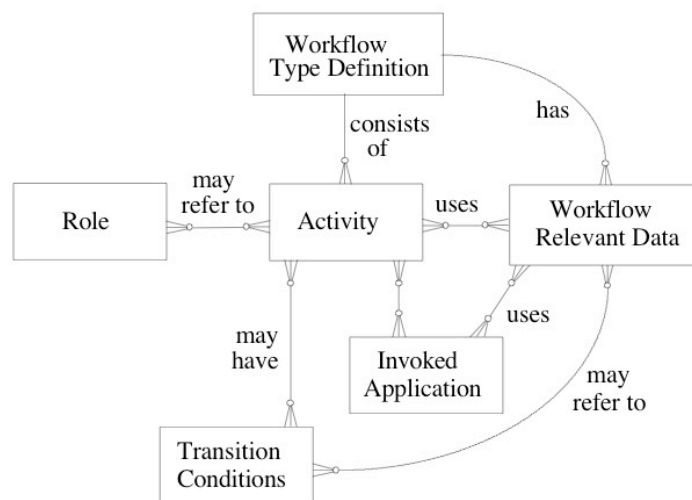 Workflow
Type Definition
consists
of
has
Role
may
refer to
Activity
uses
Workflow
Relevant Data
may
have
Invoked
Application
uses
may
refer to
Transition
Conditions